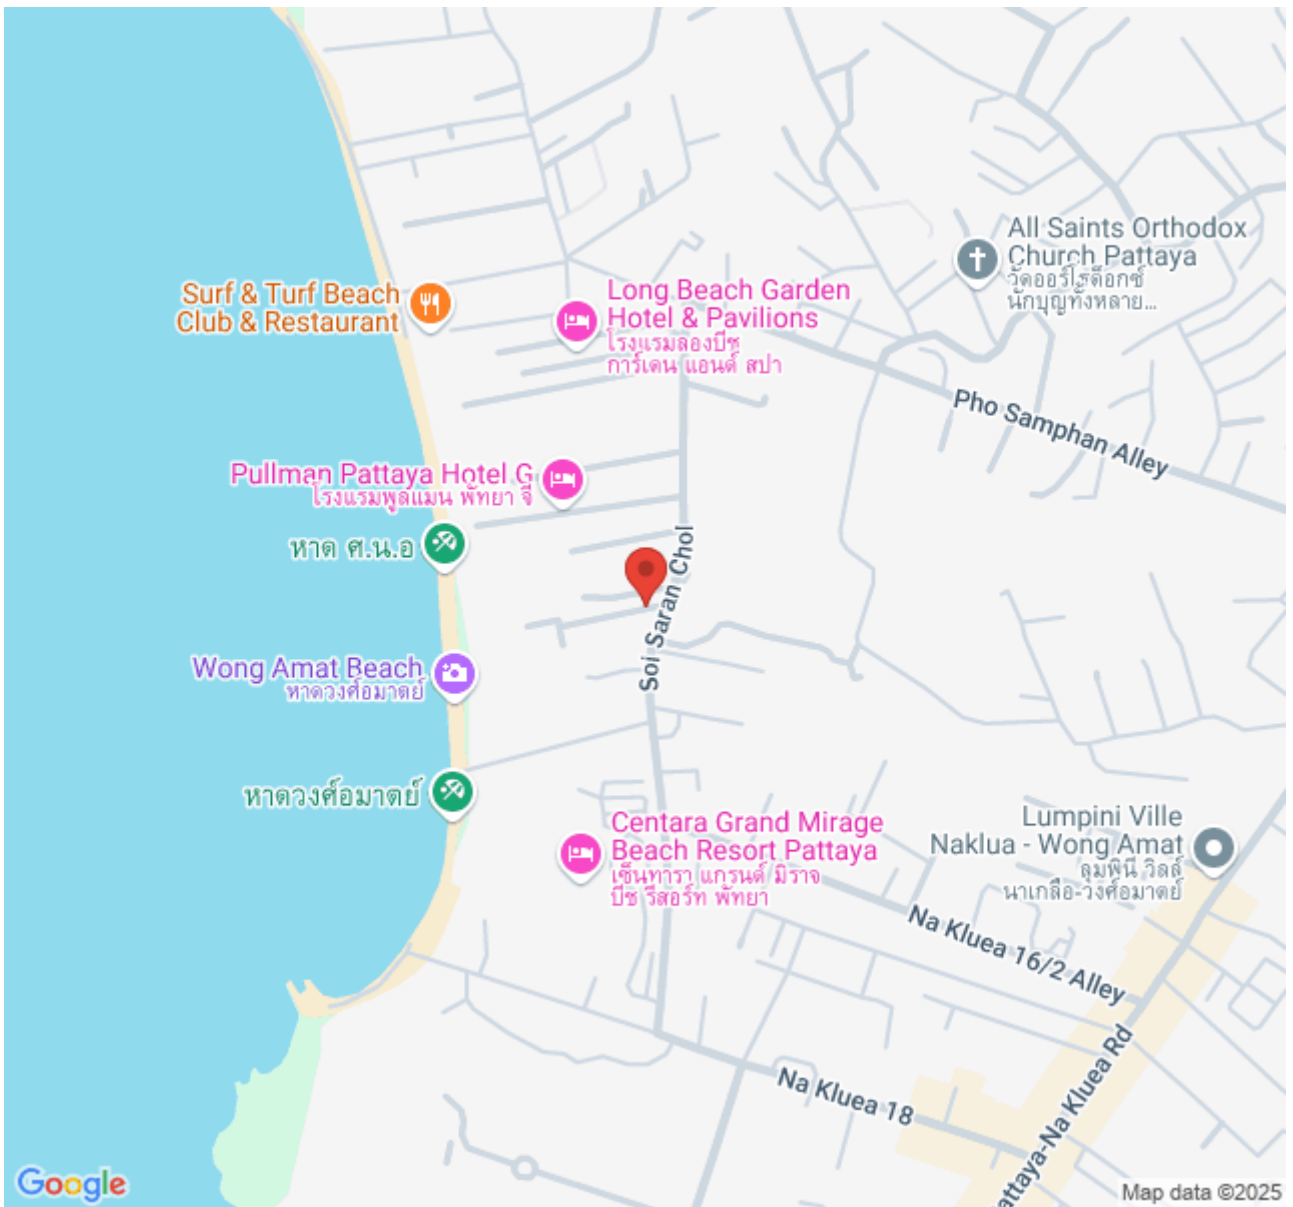 All Saints Orthodox
Church Pattaya
วัดออร์โธด็อกซ์
นักบุญทั้งหลาย...
Surf & Turf Beach
Club & Restaurant
Long Beach Garden
Hotel & Pavilions
โรงแรมลองบีช
การ์เดน แอนด์ สปา
Pho Samphan Alley
Pullman Pattaya Hotel G
โรงแรมพูลแมน พัทยา จี
หาด ศ.น.อ
Soi Saran Chol
Wong Amat Beach
หาดวงศ์อมาตย์
หาดวงศ์อมาตย์
Centara Grand Mirage
Beach Resort Pattaya
เซ็นทารา แกรนด์ มิราจ
บีช รีสอร์ท พัทยา
Lumpini Ville
Naklua - Wong Amat
ลุมพินี วิลล์
นาเกลือ-วงศ์อมาตย์
Na Kluea 16/2 Alley
Na Kluea 18
attaya-Na Kluea Rd
Google
Map data ©2025